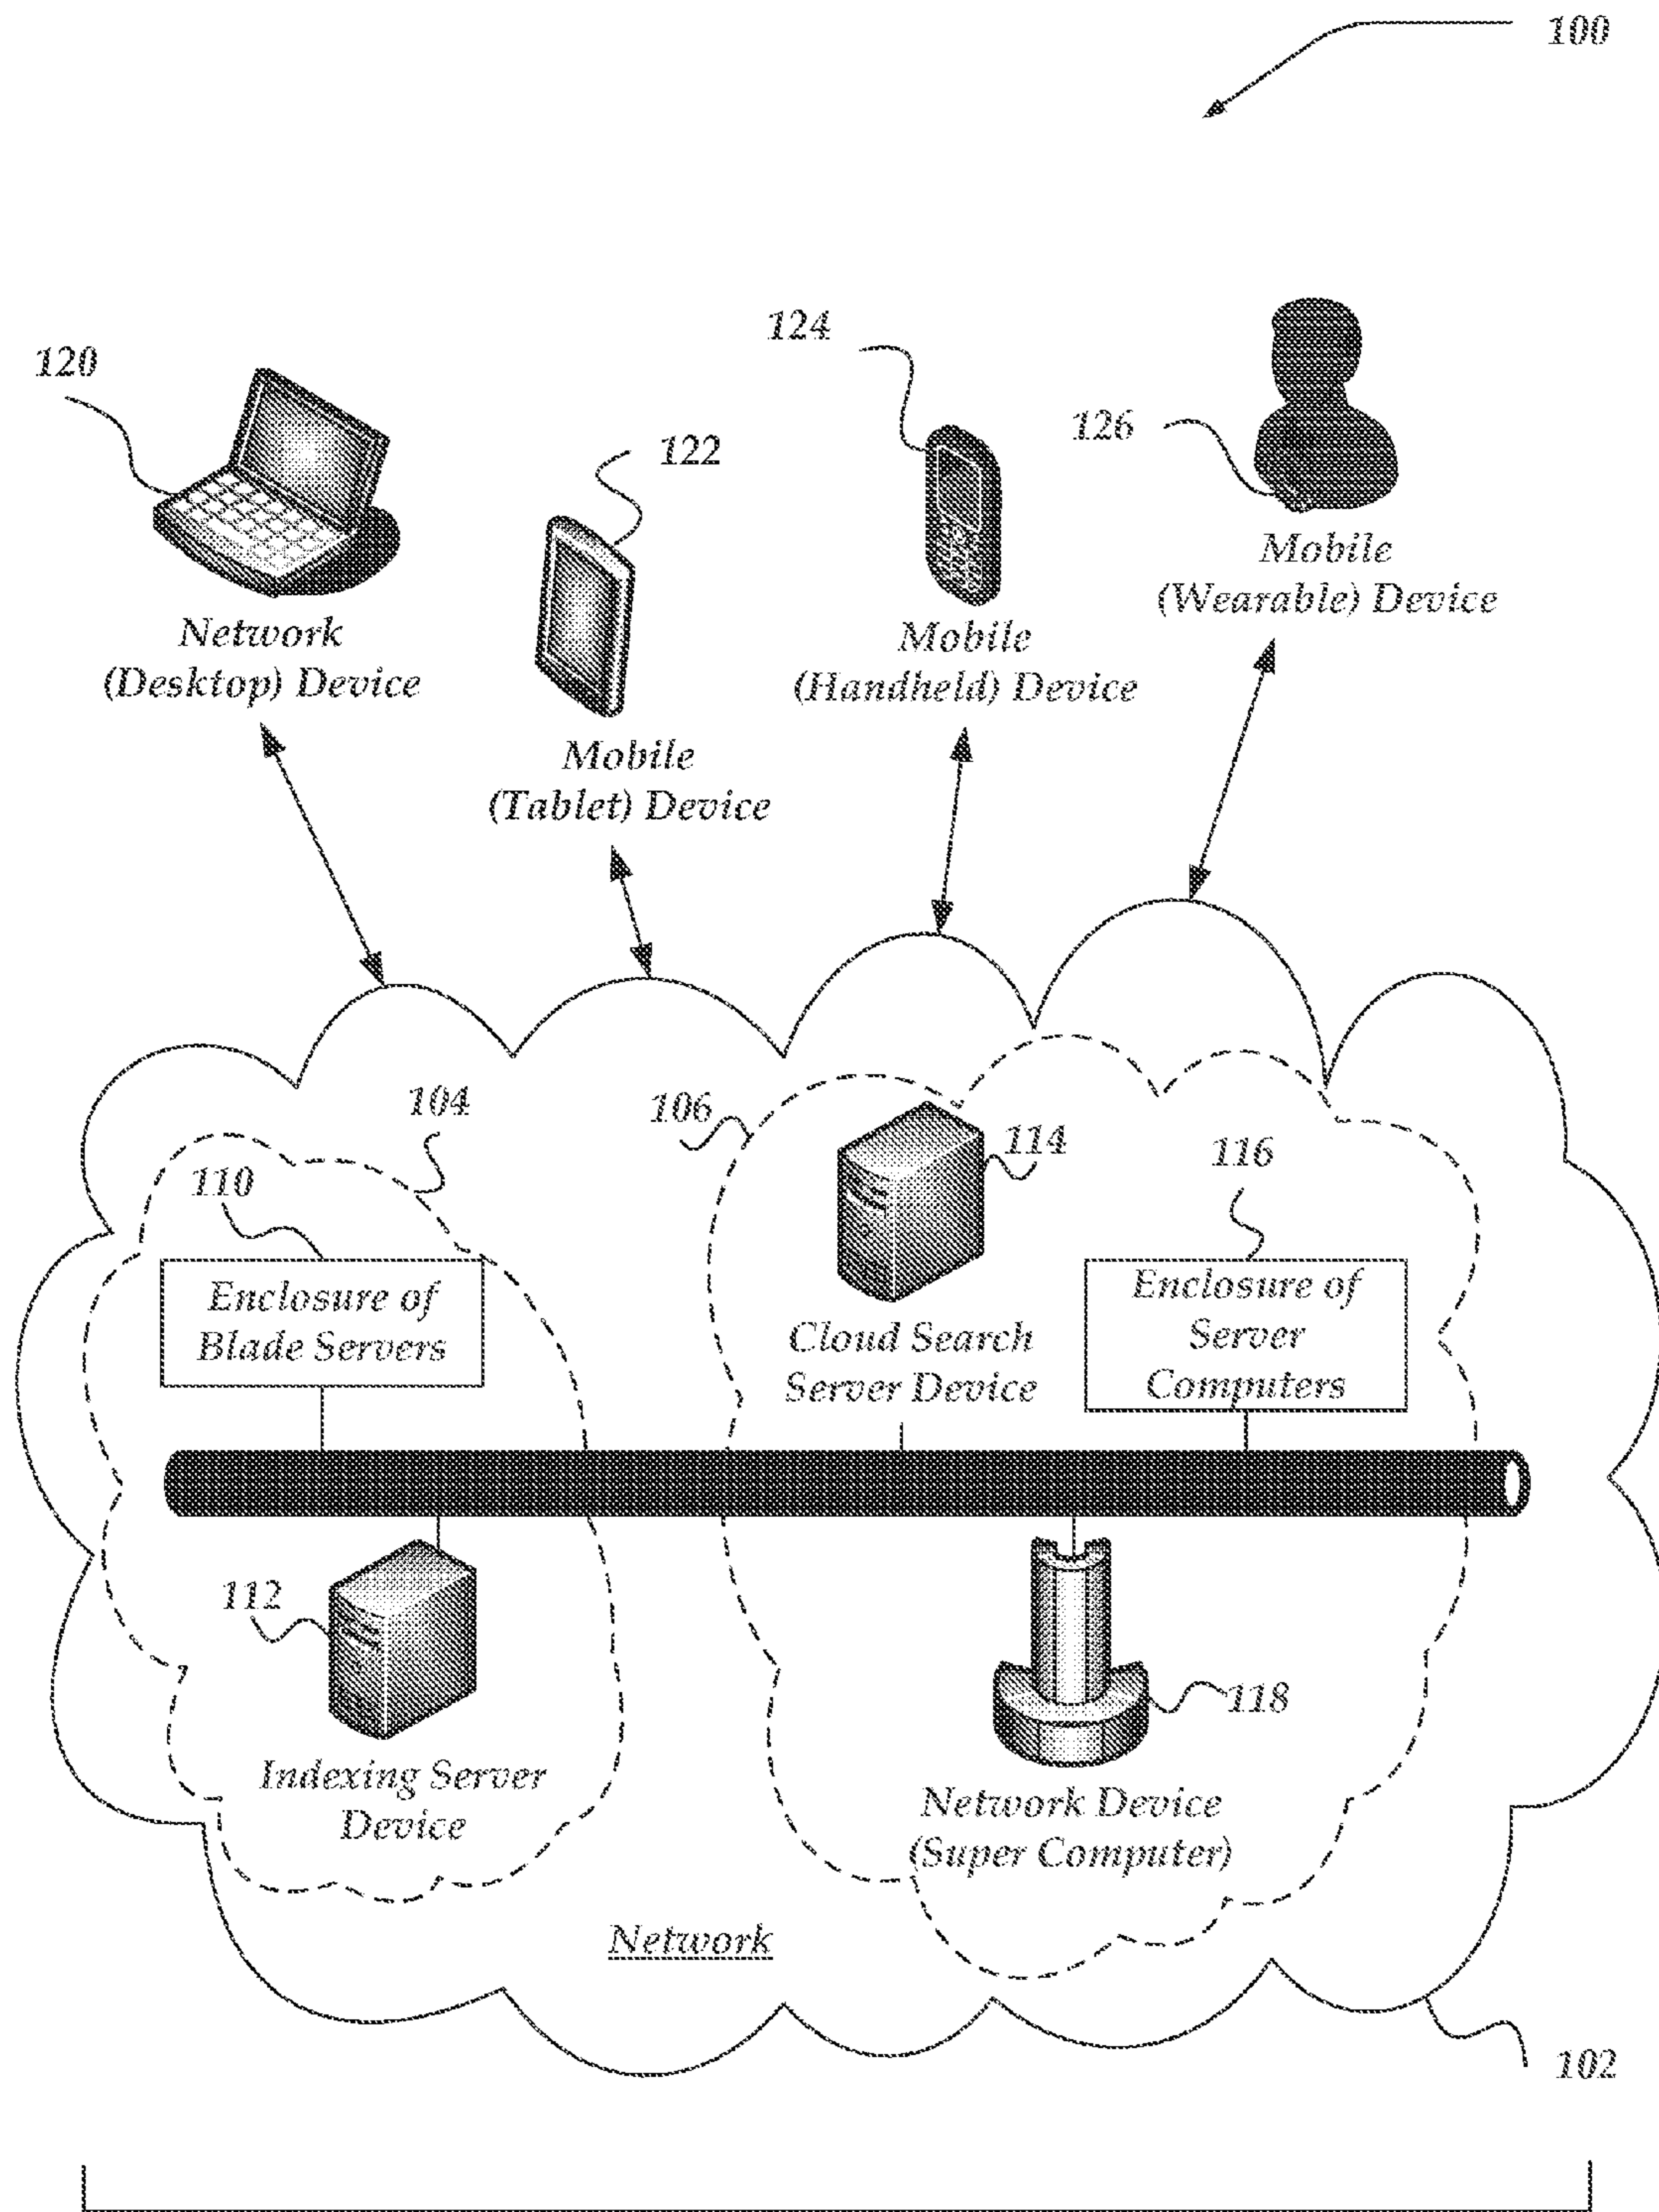 100
120
Network
(Desktop) Device
122
Mobile
(Tablet) Device
124
Mobile
(Handheld) Device
126
Mobile
(Wearable) Device
104
110
Enclosure of
Blade Servers
106
114
Cloud Search
Server Device
116
Enclosure of
Server
Computers
112
Indexing Server
Device
118
Network Device
(Super Computer)
Network
102